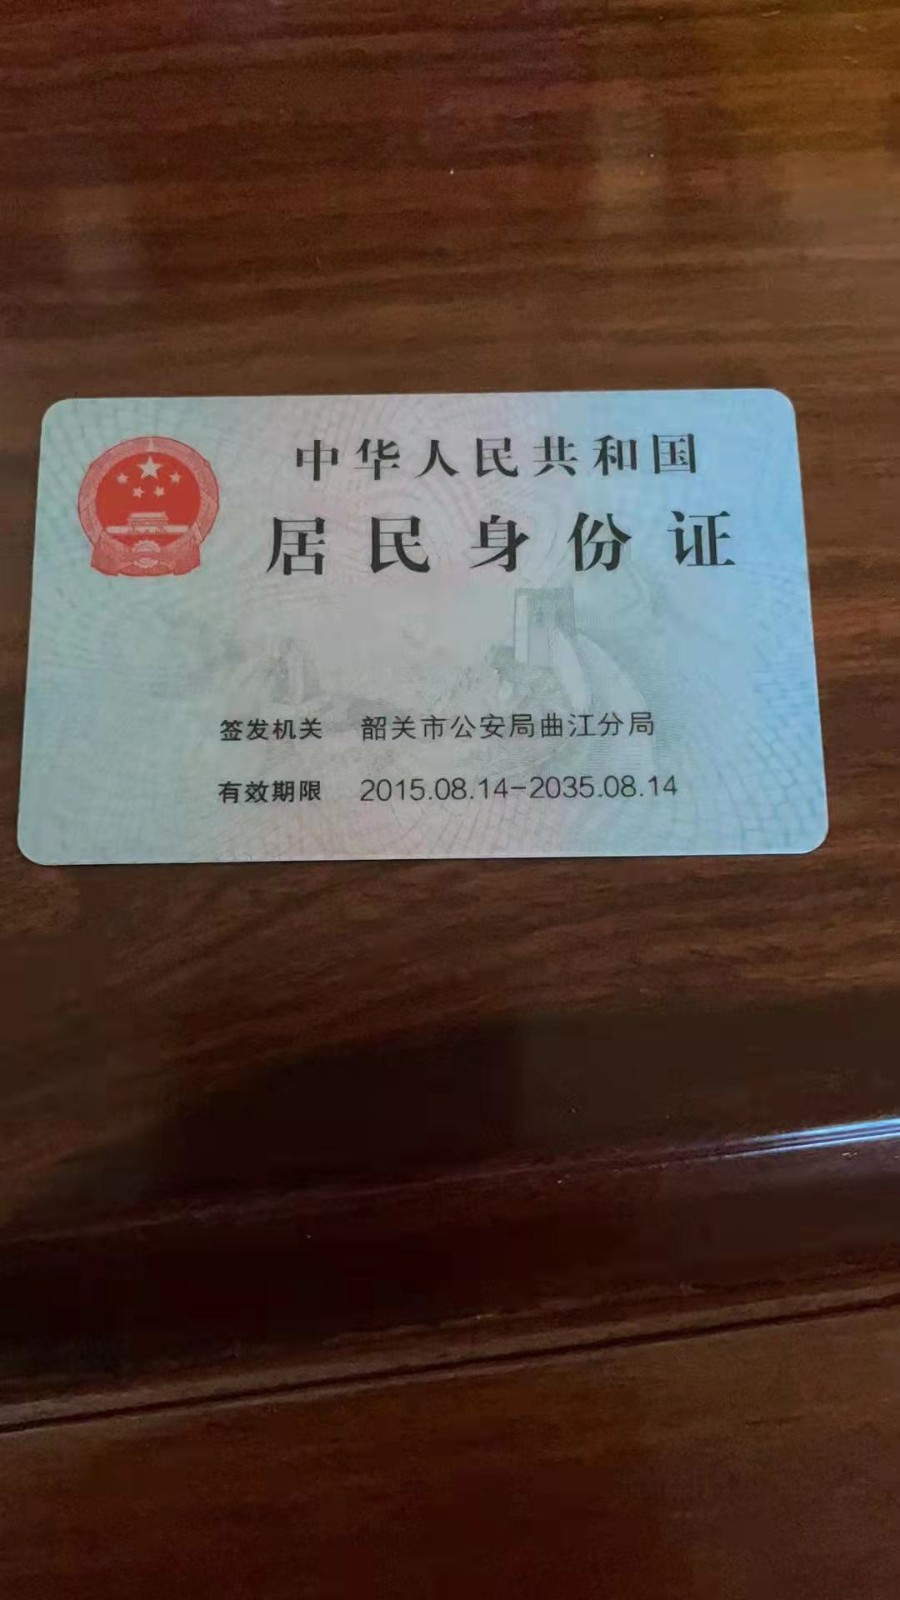 中华人民共和国
居民身份证
签发机关 韶关市公安局曲江分局
有效期限 2015.08.14-2035.08.14